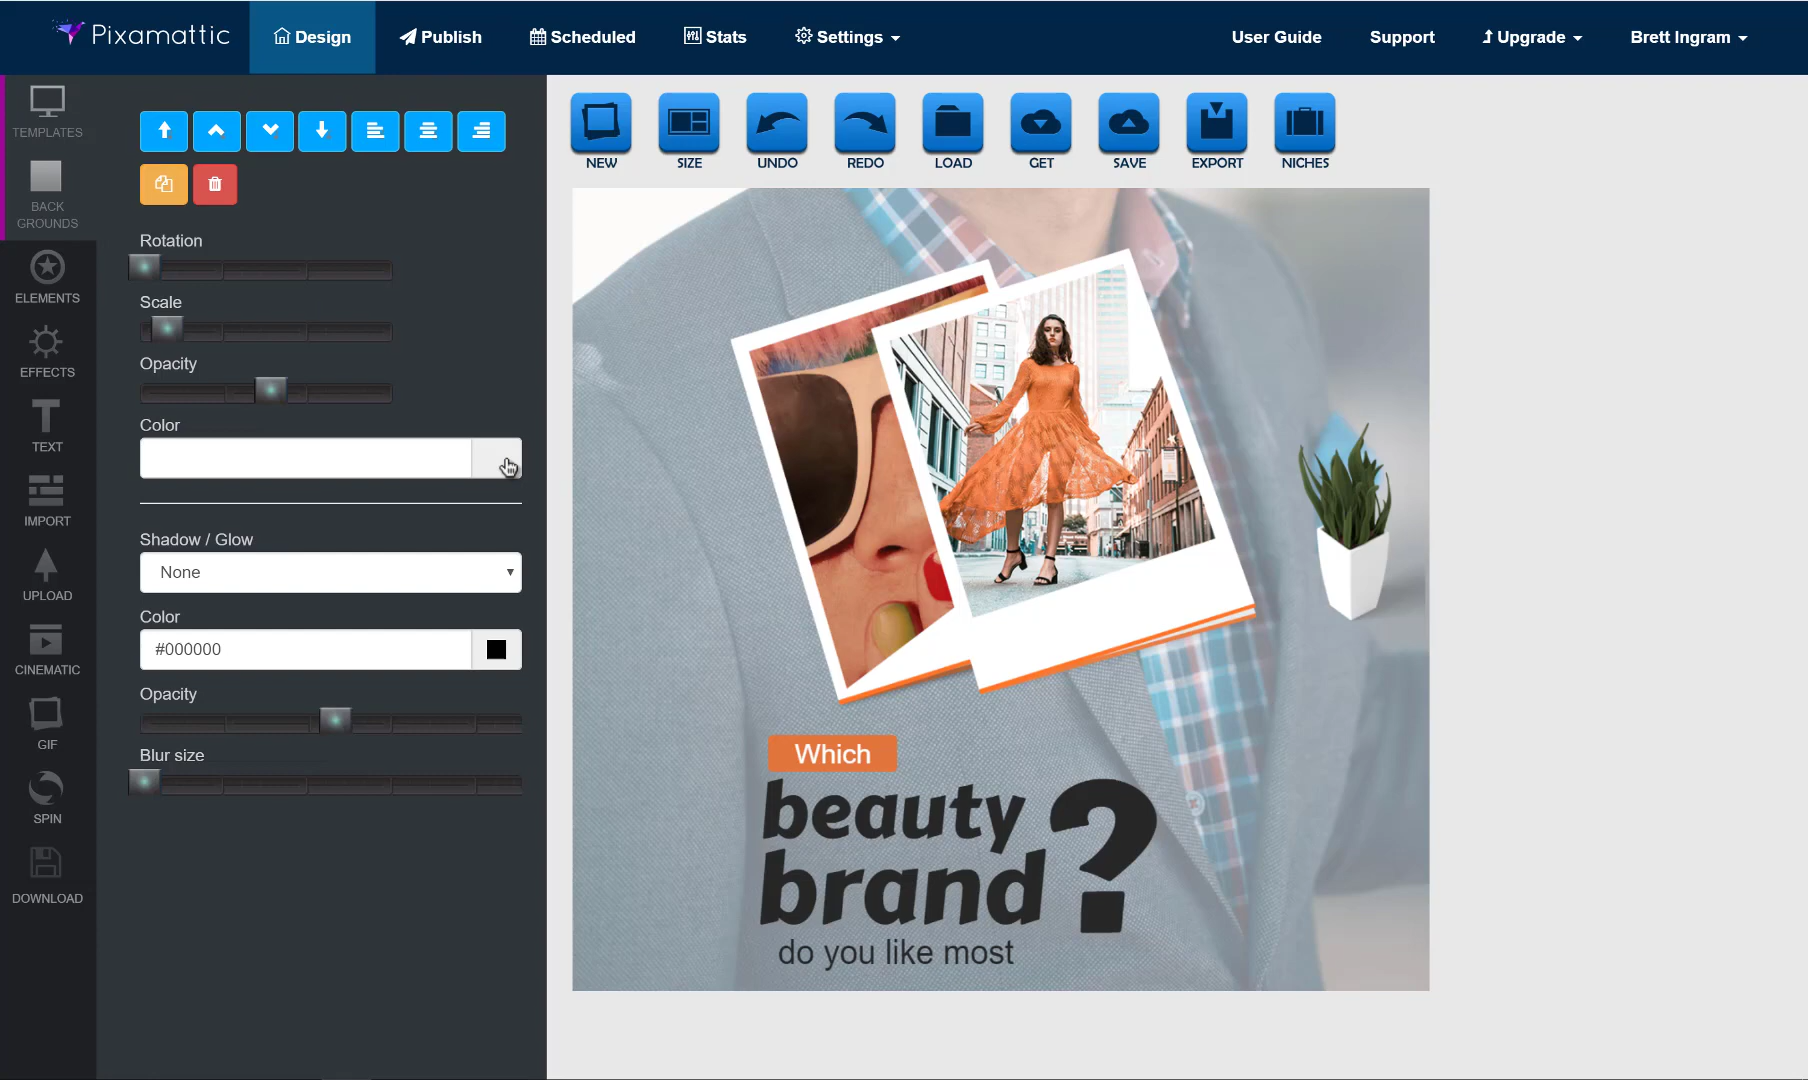 Pixamattic
Design
Publish
Scheduled
Stats
Settings
User Guide
Support
Upgrade
Brett Ingram
TEMPLATES
BACK
GROUNDS
ELEMENTS
EFFECTS
TEXT
IMPORT
UPLOAD
CINEMATIC
GIF
SPIN
DOWNLOAD
Rotation
Scale
Opacity
Color
Shadow / Glow
None
Color
#000000
Opacity
Blur size
NEW
SIZE
UNDO
REDO
LOAD
GET
SAVE
EXPORT
NICHES
Which
beauty
brand?
do you like most